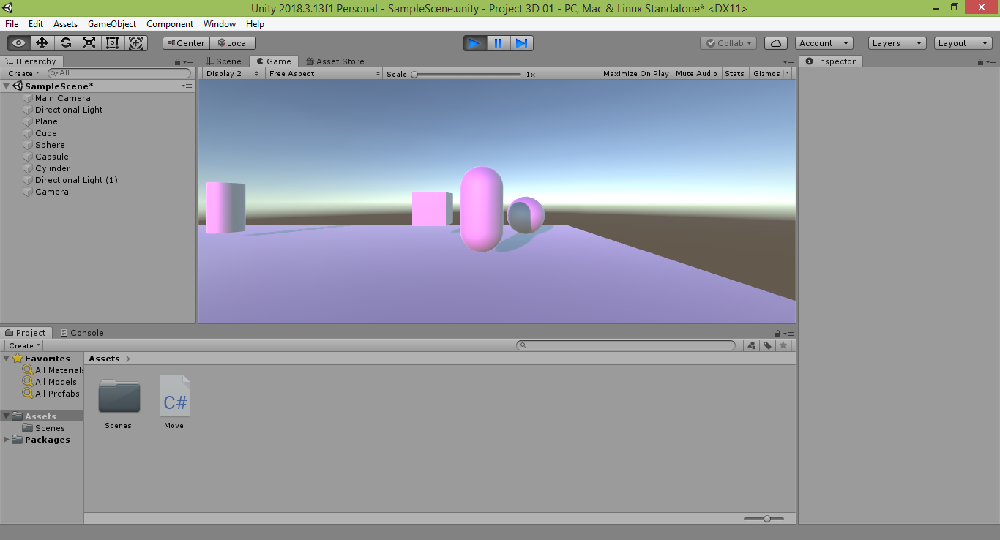 Unity 2018.3.13f1 Personal - SampleScene.unity - Project 3D 01 - PC, Mac & Linux Standalone* <DX11>
File Edit Assets GameObject Component Window Help
Center Local Collab Account Layers Layout
Hierarchy
Create All
SampleScene*
Main Camera
Directional Light
Plane
Cube
Sphere
Capsule
Cylinder
Directional Light (1)
Camera
Scene Game Asset Store
Display 2 Free Aspect Scale 1x Maximize On Play Mute Audio Stats Gizmos
Inspector
Project Console
Create
Favorites
All Materials
All Models
All Prefabs
Assets
Scenes
Packages
Assets
C#
Scenes Move